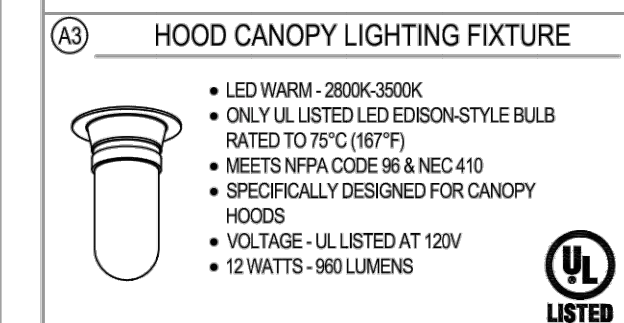 A3
HOOD CANOPY LIGHTING FIXTURE
• LED WARM - 2800K-3500K
• ONLY UL LISTED LED EDISON-STYLE BULB
RATED TO 75°C (167°F)
• MEETS NFPA CODE 96 & NEC 410
• SPECIFICALLY DESIGNED FOR CANOPY
HOODS
• VOLTAGE - UL LISTED AT 120V
• 12 WATTS - 960 LUMENS
UL
®
LISTED